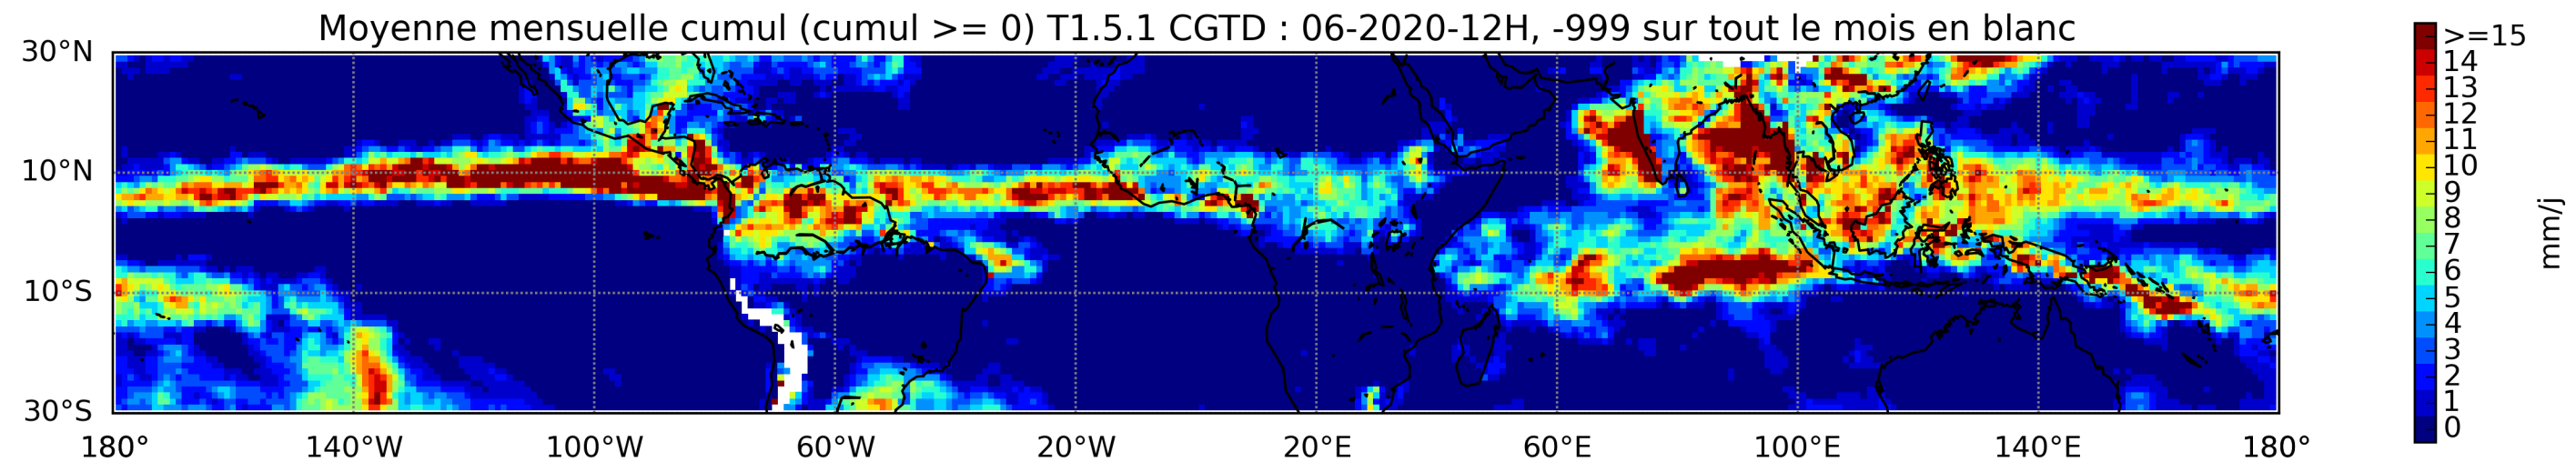 Moyenne mensuelle cumul (cumul >= 0) T1.5.1 CGTD : 06-2020-12H, -999 sur tout le mois en blanc
30°N
10°N
10°S
30°S
180° 140°W 100°W 60°W 20°W 20°E 60°E 100°E 140°E 180°
>=15
14
13
12
11
10
9
8
7
6
5
4
3
2
1
0
mm/j